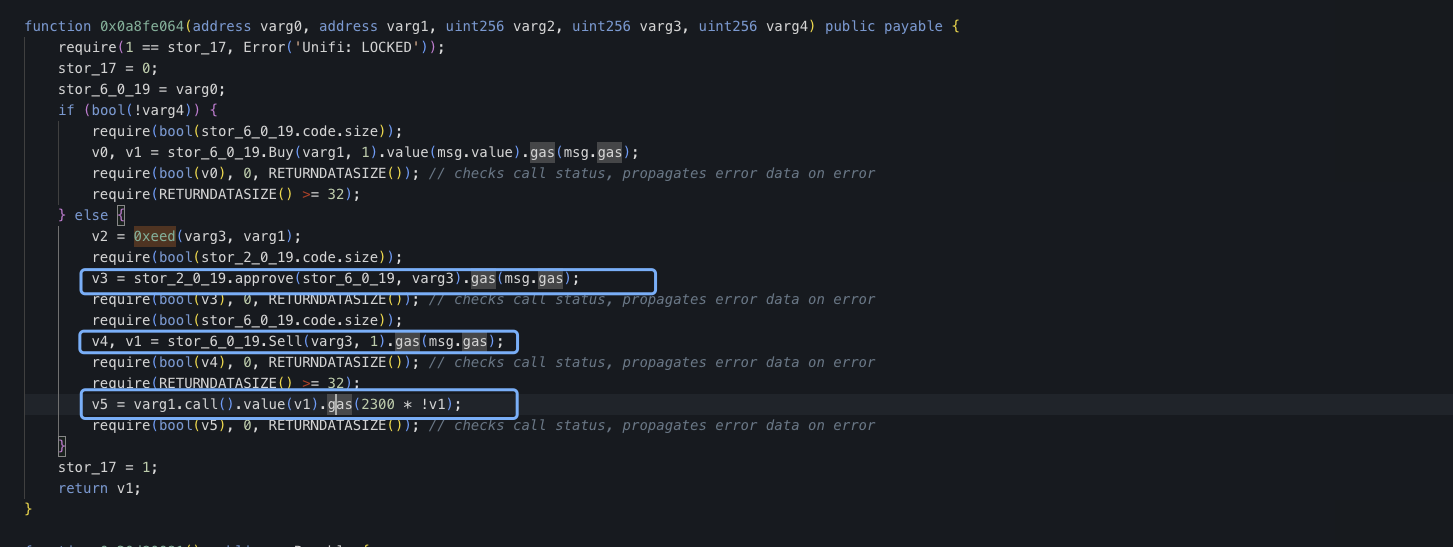 function 0x0a8fe064(address varg0, address varg1, uint256 varg2, uint256 varg3, uint256 varg4) public payable {
require(1 == stor_17, Error('Unifi: LOCKED'));
stor_17 = 0;
stor_6_0_19 = varg0;
if (bool(!varg4)) {
require(bool(stor_6_0_19.code.size));
v0, v1 = stor_6_0_19.Buy(varg1, 1).value(msg.value).gas(msg.gas);
require(bool(v0), 0, RETURNDATASIZE()); // checks call status, propagates error data on error
require(RETURNDATASIZE() >= 32);
} else {
v2 = 0xeed(varg3, varg1);
require(bool(stor_2_0_19.code.size));
v3 = stor_2_0_19.approve(stor_6_0_19, varg3).gas(msg.gas);
require(bool(v3), 0, RETURNDATASIZE()); // checks call status, propagates error data on error
require(bool(stor_6_0_19.code.size));
v4, v1 = stor_6_0_19.Sell(varg3, 1).gas(msg.gas);
require(bool(v4), 0, RETURNDATASIZE()); // checks call status, propagates error data on error
require(RETURNDATASIZE() >= 32);
v5 = varg1.call().value(v1).gas(2300 * !v1);
require(bool(v5), 0, RETURNDATASIZE()); // checks call status, propagates error data on error
}
stor_17 = 1;
return v1;
}